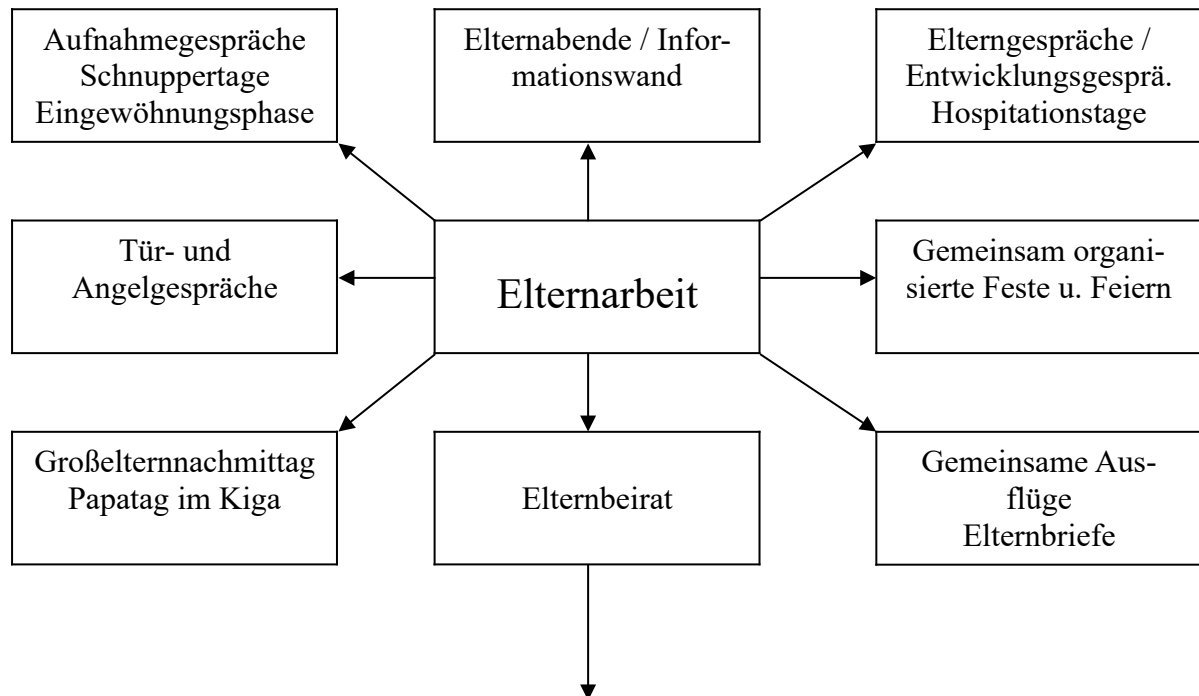 Aufnahmegespräche
Schnuppertage
Eingewöhnungsphase
Elternabende / Infor-
mationswand
Elterngespräche /
Entwicklungsgesprä.
Hospitationstage
Tür- und
Angelgespräche
Elternarbeit
Gemeinsam organi-
sierte Feste u. Feiern
Großelternnachmittag
Papatag im Kiga
Elternbeirat
Gemeinsame Aus-
flüge
Elternbriefe